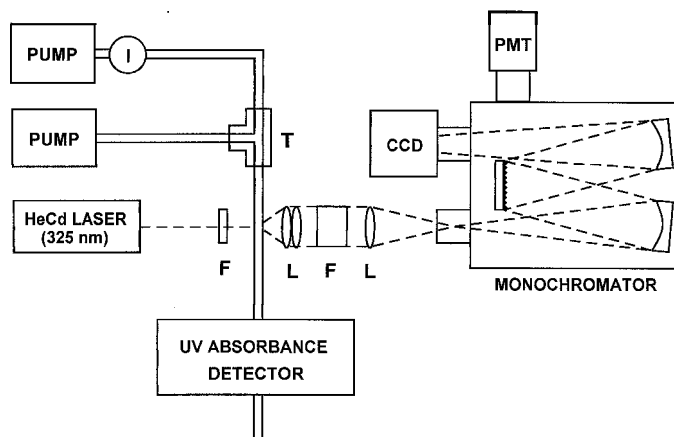 PMT
PUMP
I
PUMP
T
CCD
HeCd LASER
(325 nm)
F
L
F
L
MONOCHROMATOR
UV ABSORBANCE
DETECTOR